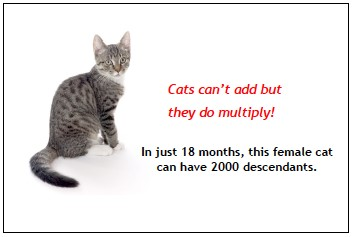 Cats can't add but
they do multiply!
In just 18 months, this female cat
can have 2000 descendants.